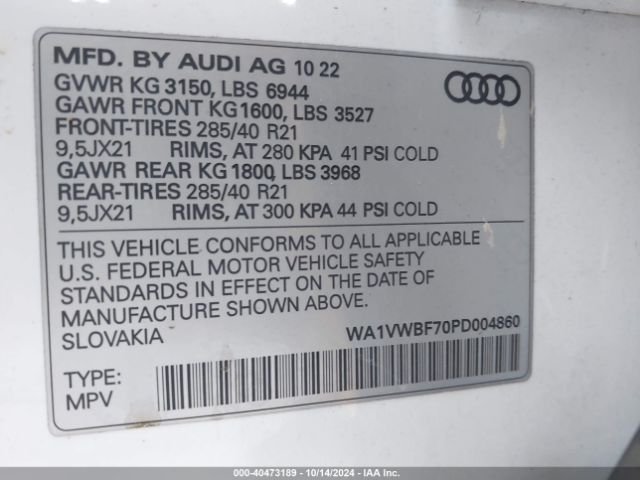 MFD. BY AUDI AG 10 22
GVWR KG 3150, LBS 6944
GAWR FRONT KG1600, LBS 3527
FRONT-TIRES 285/40 R21
9,5JX21 RIMS, AT 280 KPA 41 PSI COLD
GAWR REAR KG 1800, LBS 3968
REAR-TIRES 285/40 R21
9,5JX21 RIMS, AT 300 KPA 44 PSI COLD
THIS VEHICLE CONFORMS TO ALL APPLICABLE
U.S. FEDERAL MOTOR VEHICLE SAFETY
STANDARDS IN EFFECT ON THE DATE OF
MANUFACTURE SHOWN ABOVE.
SLOVAKIA WA1VWBF70PD004860
TYPE:
MPV
000-40473189 - 10/14/2024 - IAAI.COM